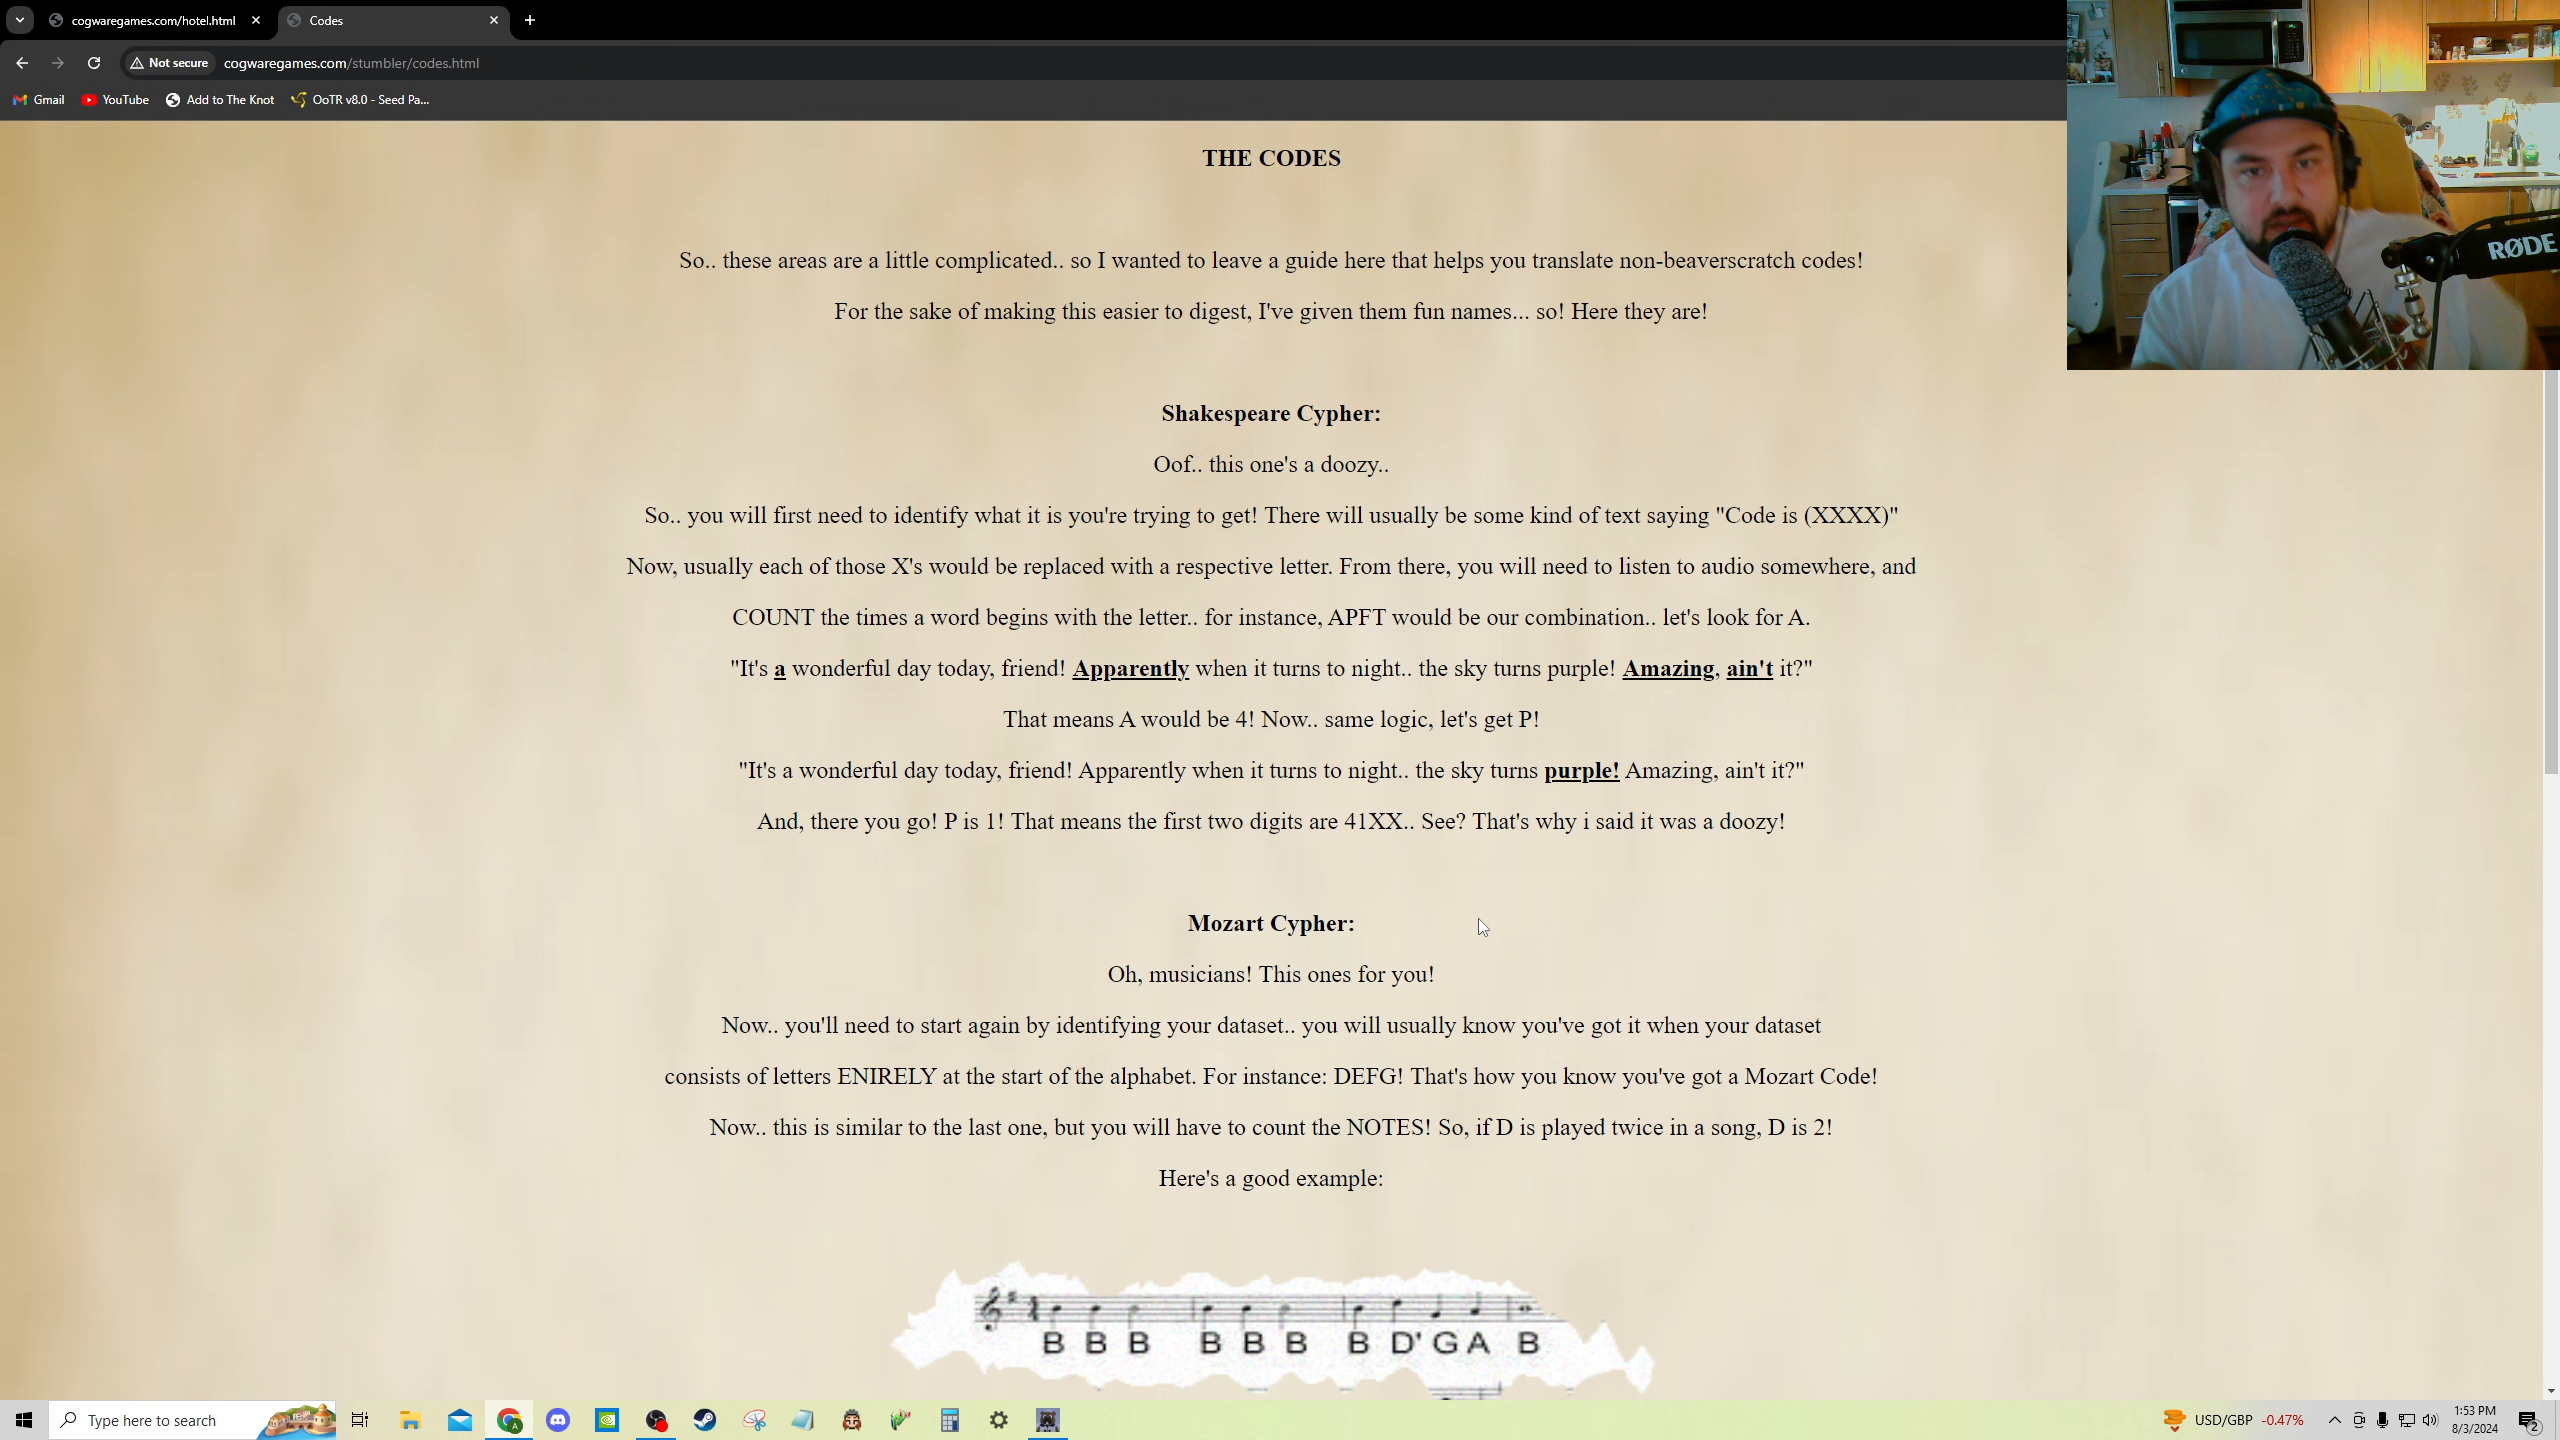 cogwaregames.com/hotel.html
Codes
Not secure
cogwaregames.com/stumbler/codes.html
Gmail
YouTube
Add to The Knot
OoTR v8.0 - Seed Pa...
RØDE
THE CODES
So.. these areas are a little complicated.. so I wanted to leave a guide here that helps you translate non-beaverscratch codes!
For the sake of making this easier to digest, I've given them fun names... so! Here they are!
Shakespeare Cypher:
Oof.. this one's a doozy..
So.. you will first need to identify what it is you're trying to get! There will usually be some kind of text saying "Code is (XXXX)"
Now, usually each of those X's would be replaced with a respective letter. From there, you will need to listen to audio somewhere, and
COUNT the times a word begins with the letter.. for instance, APFT would be our combination.. let's look for A.
"It's a wonderful day today, friend! Apparently when it turns to night.. the sky turns purple! Amazing, ain't it?"
That means A would be 4! Now.. same logic, let's get P!
"It's a wonderful day today, friend! Apparently when it turns to night.. the sky turns purple! Amazing, ain't it?"
And, there you go! P is 1! That means the first two digits are 41XX.. See? That's why i said it was a doozy!
Mozart Cypher:
Oh, musicians! This ones for you!
Now.. you'll need to start again by identifying your dataset.. you will usually know you've got it when your dataset
consists of letters ENIRELY at the start of the alphabet. For instance: DEFG! That's how you know you've got a Mozart Code!
Now.. this is similar to the last one, but you will have to count the NOTES! So, if D is played twice in a song, D is 2!
Here's a good example:
B B B B B B B D' G A B
Type here to search
USD/GBP -0.47%
1:53 PM
8/3/2024
2